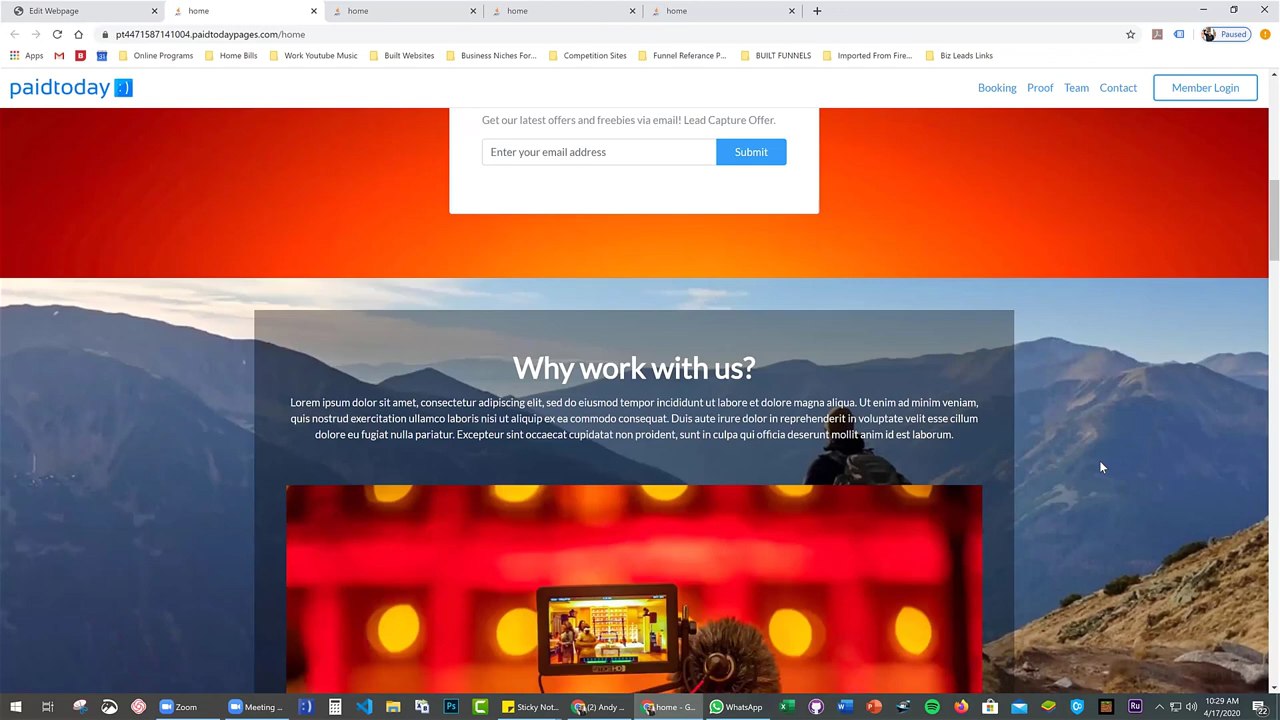 Edit Webpage
home
home
home
home
pt4471587141004.paidtodaypages.com/home
Paused
Apps
Online Programs
Home Bills
Work Youtube Music
Built Websites
Business Niches For...
Competition Sites
Funnel Referance P...
BUILT FUNNELS
Imported From Fire...
Biz Leads Links
paidtoday :)
Booking
Proof
Team
Contact
Member Login
Get our latest offers and freebies via email! Lead Capture Offer.
Enter your email address
Submit
Why work with us?
Lorem ipsum dolor sit amet, consectetur adipiscing elit, sed do eiusmod tempor incididunt ut labore et dolore magna aliqua. Ut enim ad minim veniam,
quis nostrud exercitation ullamco laboris nisi ut aliquip ex ea commodo consequat. Duis aute irure dolor in reprehenderit in voluptate velit esse cillum
dolore eu fugiat nulla pariatur. Excepteur sint occaecat cupidatat non proident, sunt in culpa qui officia deserunt mollit anim id est laborum.
Zoom
Meeting ...
Sticky Not...
(2) Andy ...
home - G...
WhatsApp
10:29 AM
4/17/2020